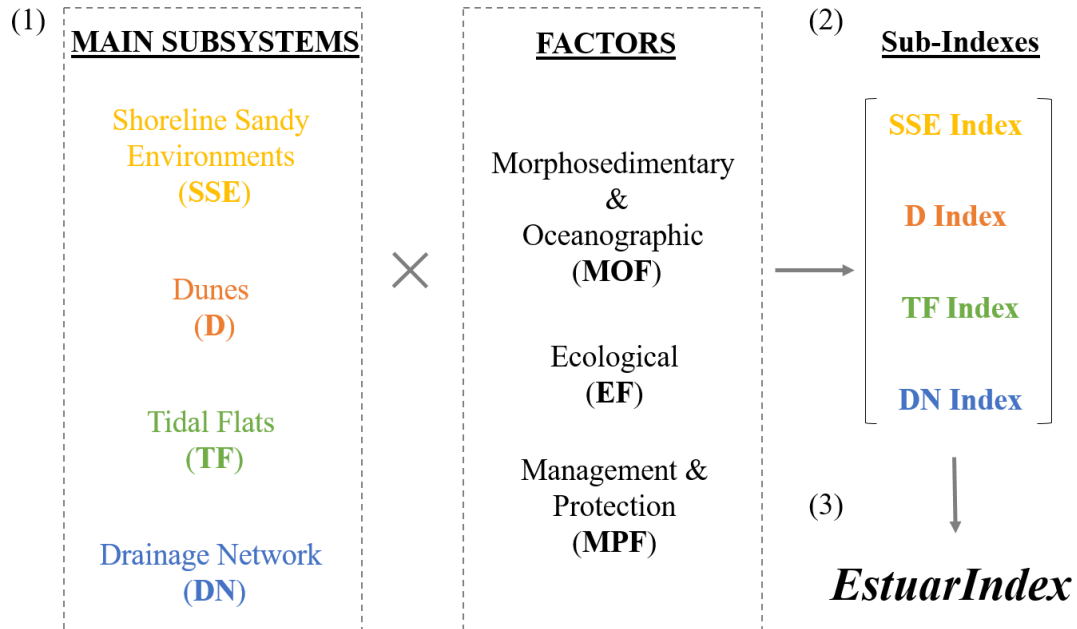 (1)
MAIN SUBSYSTEMS
Shoreline Sandy
Environments
(SSE)
Dunes
(D)
Tidal Flats
(TF)
Drainage Network
(DN)
FACTORS
Morphosedimentary
&
Oceanographic
(MOF)
Ecological
(EF)
Management &
Protection
(MPF)
(2)
Sub-Indexes
SSE Index
D Index
TF Index
DN Index
(3)
EstuarIndex